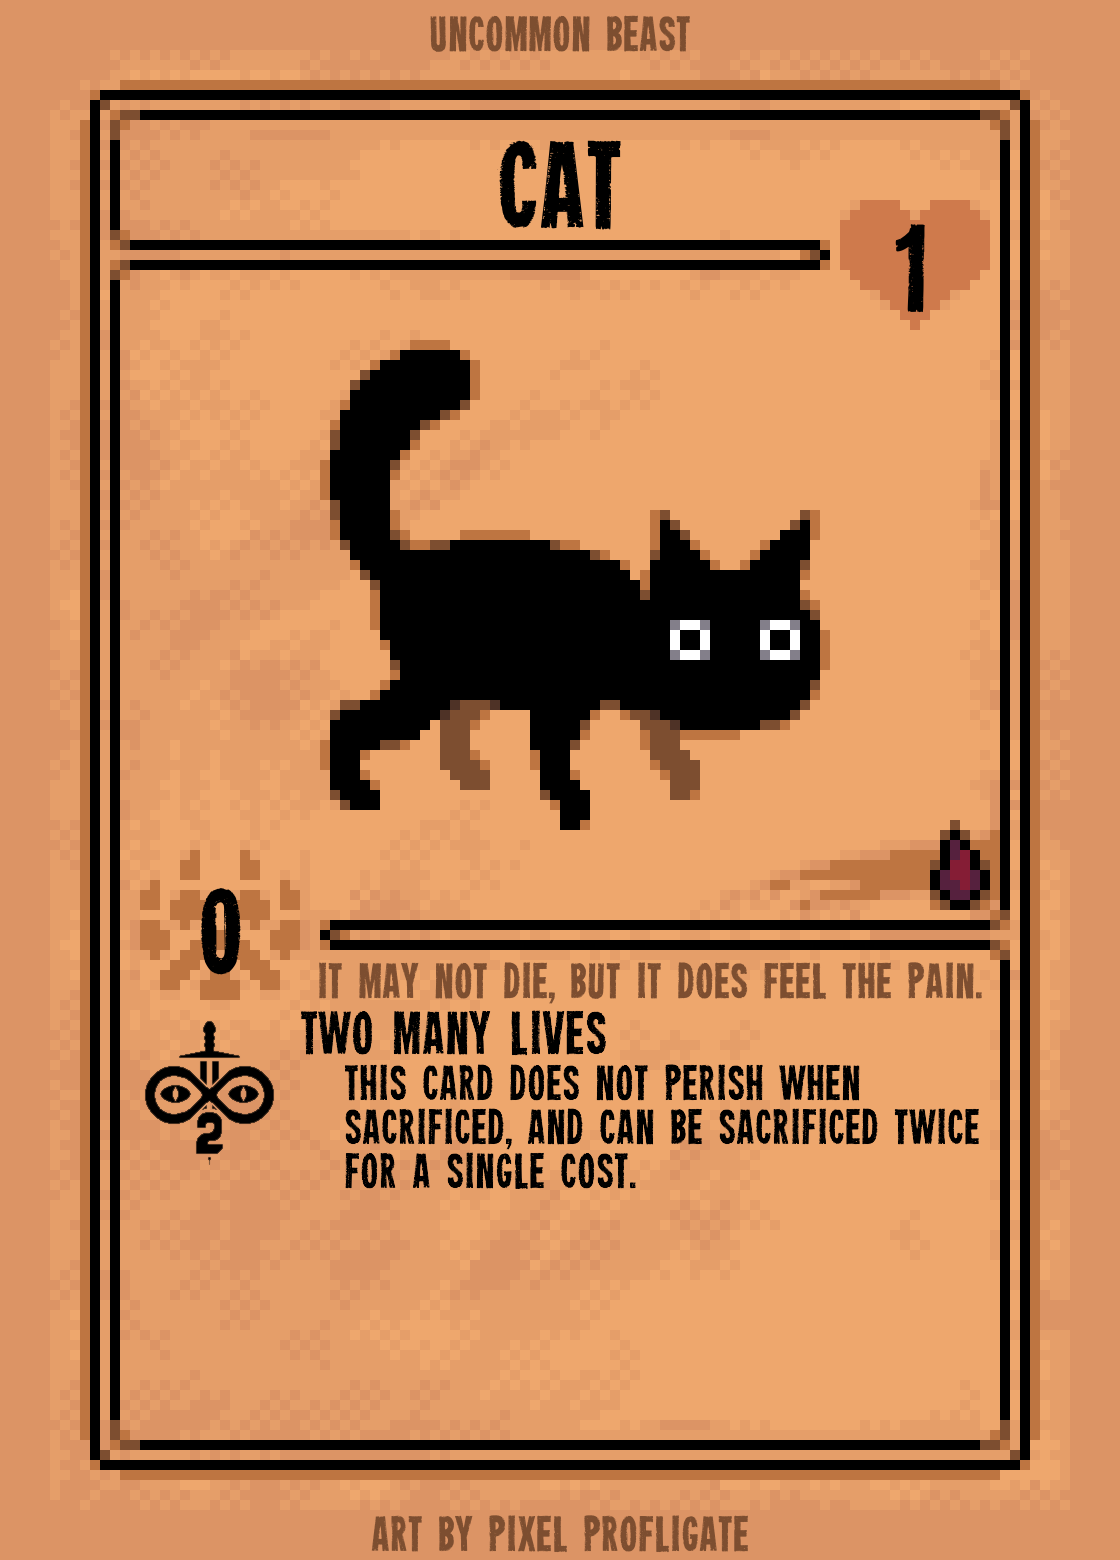 UNCOMMON BEAST
CAT
1
0
IT MAY NOT DIE, BUT IT DOES FEEL THE PAIN.
TWO MANY LIVES
2
THIS CARD DOES NOT PERISH WHEN
SACRIFICED, AND CAN BE SACRIFICED TWICE
FOR A SINGLE COST.
ART BY PIXEL PROFLIGATE